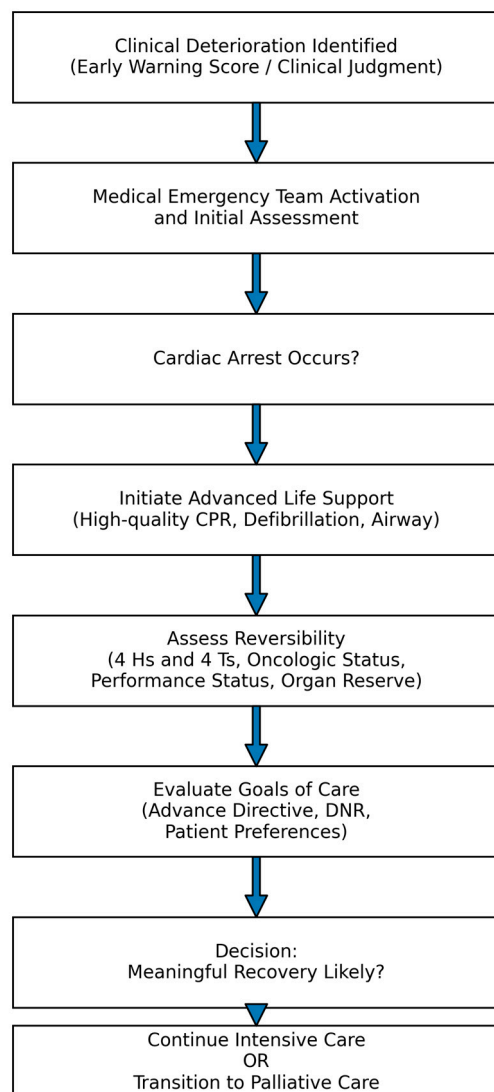 Clinical Deterioration Identified
(Early Warning Score / Clinical Judgment)
Medical Emergency Team Activation
and Initial Assessment
Cardiac Arrest Occurs?
Initiate Advanced Life Support
(High-quality CPR, Defibrillation, Airway)
Assess Reversibility
(4 Hs and 4 Ts, Oncologic Status,
Performance Status, Organ Reserve)
Evaluate Goals of Care
(Advance Directive, DNR,
Patient Preferences)
Decision:
Meaningful Recovery Likely?
Continue Intensive Care
OR
Transition to Palliative Care